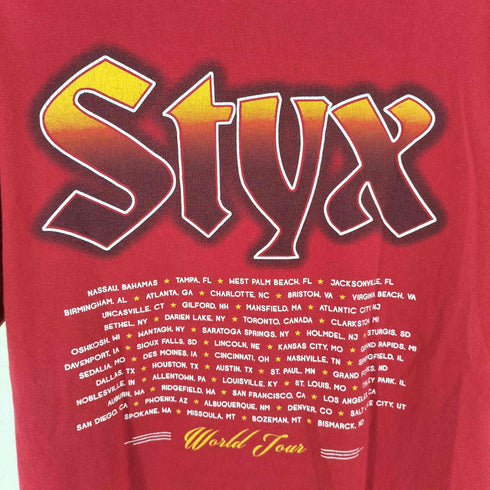 Styx
NASSAU, BAHAMAS ★ TAMPA, FL ★ WEST PALM BEACH, FL ★ JACKSONVILLE, FL
BIRMINGHAM, AL ★ ATLANTA, GA ★ CHARLOTTE, NC ★ BRISTOW, VA ★ VIRGINIA BEACH, VA
UNCASVILLE, CT ★ GILFORD, NH ★ MANSFIELD, MA ★ ATLANTIC CITY, NJ
BETHEL, NY ★ DARIEN LAKE, NY ★ TORONTO, CANADA ★ CLARKSTON, MI
OSHKOSH, WI ★ WANTAGH, NY ★ SARATOGA SPRINGS, NY ★ HOLMDEL, NJ ★ STURGIS, SD
DAVENPORT, IA ★ SIOUX FALLS, SD ★ LINCOLN, NE ★ KANSAS CITY, MO ★ GRAND RAPIDS, MI
SEDALIA, MO ★ DES MOINES, IA ★ CINCINNATI, OH ★ NASHVILLE, TN ★ SPRINGFIELD, IL
DALLAS, TX ★ HOUSTON, TX ★ AUSTIN, TX ★ ST. PAUL, MN ★ GRAND FORKS, ND
NOBLESVILLE, IN ★ ALLENTOWN, PA ★ LOUISVILLE, KY ★ ST. LOUIS, MO ★ PARK, IL
AUBURN, WA ★ RIDGEFIELD, WA ★ SAN FRANCISCO, CA ★ LOS ANGELES, CA
SAN DIEGO, CA ★ PHOENIX, AZ ★ ALBUQUERQUE, NM ★ DENVER, CO ★ SALT LAKE CITY, UT
SPOKANE, WA ★ MISSOULA, MT ★ BOZEMAN, MT ★ BISMARCK, ND
World Tour